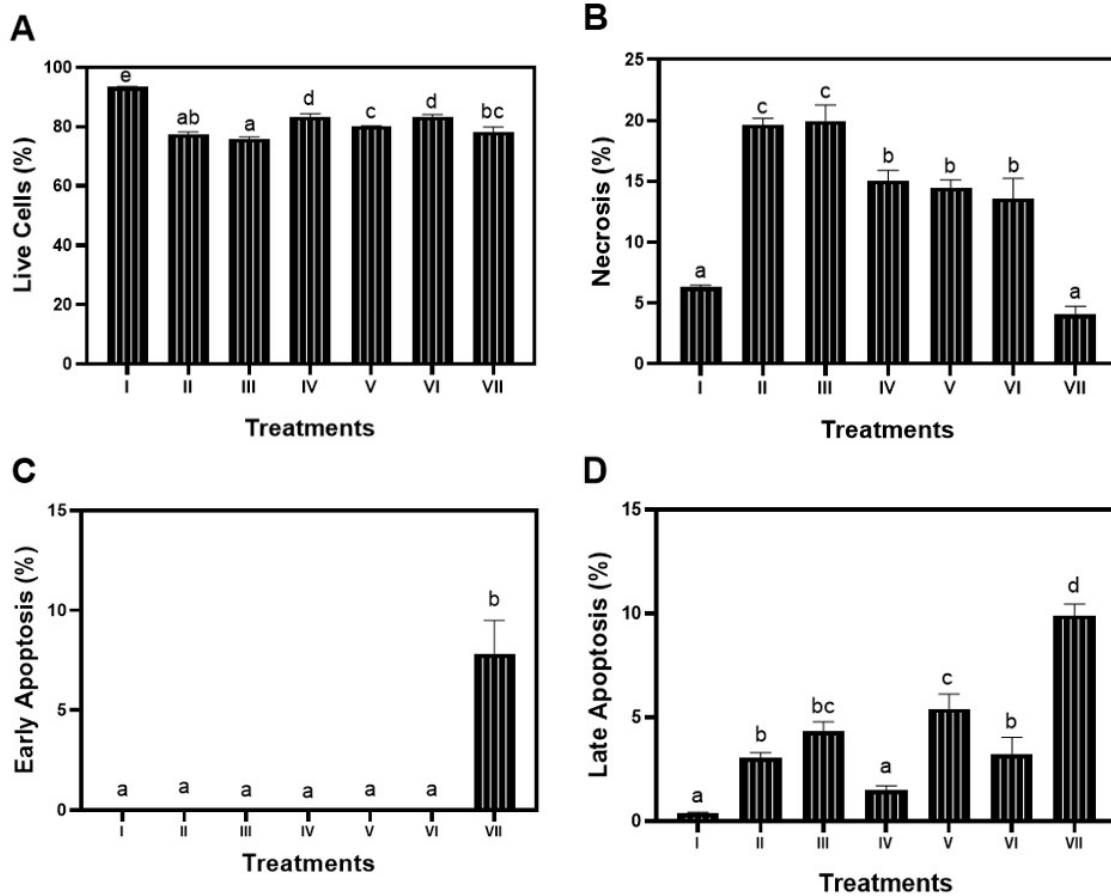 A
Live Cells (%)
100
80
60
40
20
0
e
ab
a
d
c
d
bc
I II III IV V VI VII
Treatments
B
Necrosis (%)
25
20
15
10
5
0
a
c
c
b
b
b
a
I II III IV V VI VII
Treatments
C
Early Apoptosis (%)
15
10
5
0
a a a a a a b
I II III IV V VI VII
Treatments
D
Late Apoptosis (%)
15
10
5
0
a
b
bc
a
c
b
d
I II III IV V VI VII
Treatments